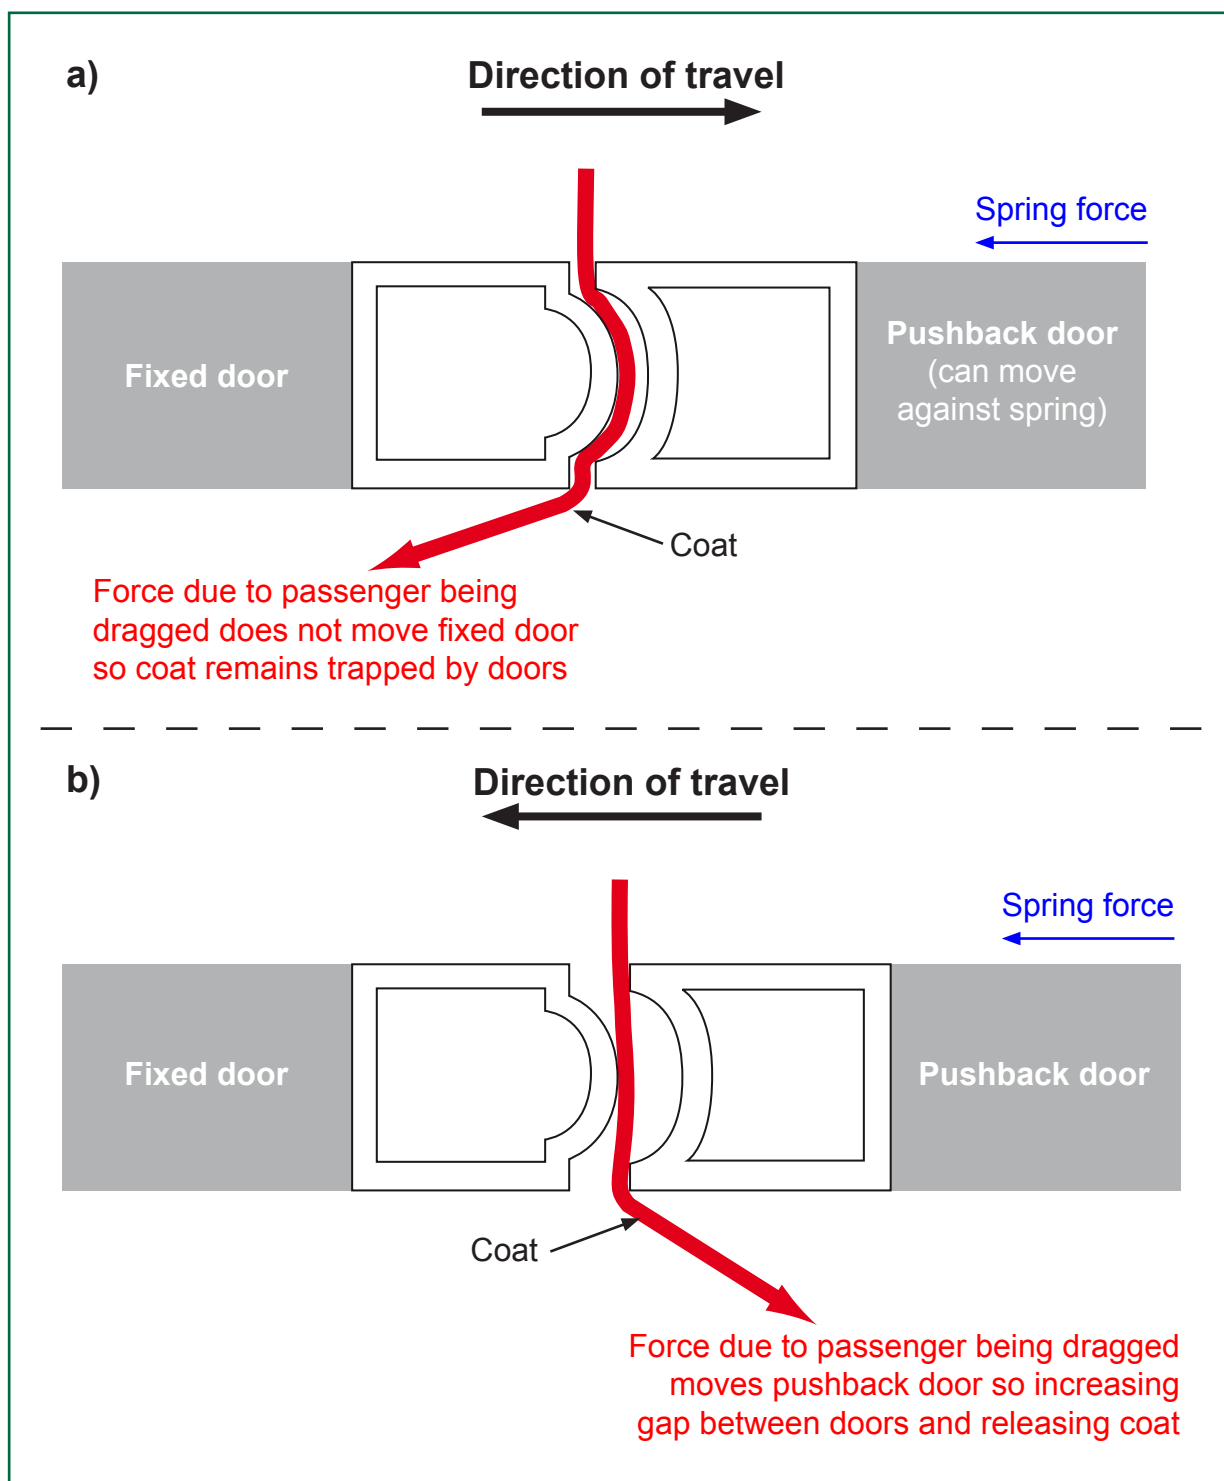 a)
Direction of travel
Spring force
Fixed door
Pushback door
(can move
against spring)
Coat
Force due to passenger being
dragged does not move fixed door
so coat remains trapped by doors
b)
Direction of travel
Spring force
Fixed door
Pushback door
Coat
Force due to passenger being dragged
moves pushback door so increasing
gap between doors and releasing coat